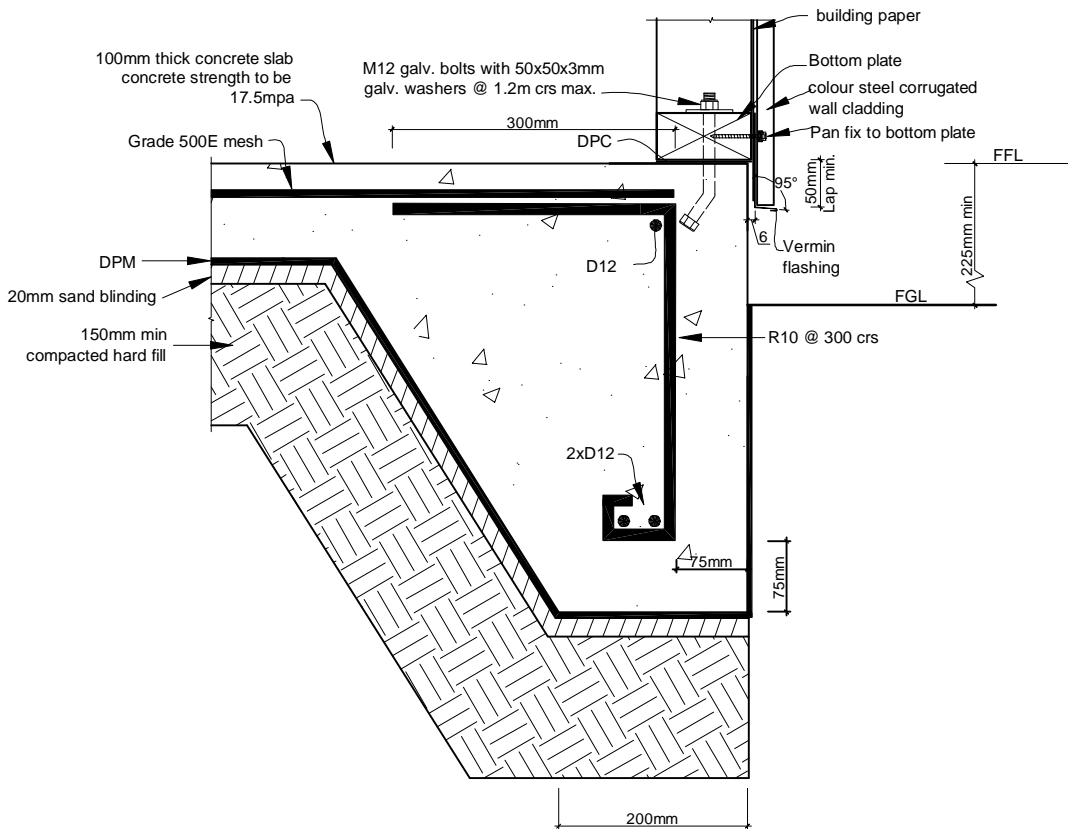 building paper
100mm thick concrete slab
concrete strength to be
17.5mpa
M12 galv. bolts with 50x50x3mm
galv. washers @ 1.2m crs max.
Bottom plate
colour steel corrugated
wall cladding
300mm
Pan fix to bottom plate
Grade 500E mesh
DPC
FFL
95°
50mm
Lap min.
6
D12
Vermin
flashing
225mm min
DPM
20mm sand blinding
FGL
150mm min
compacted hard fill
R10 @ 300 crs
2xD12
75mm
75mm
200mm